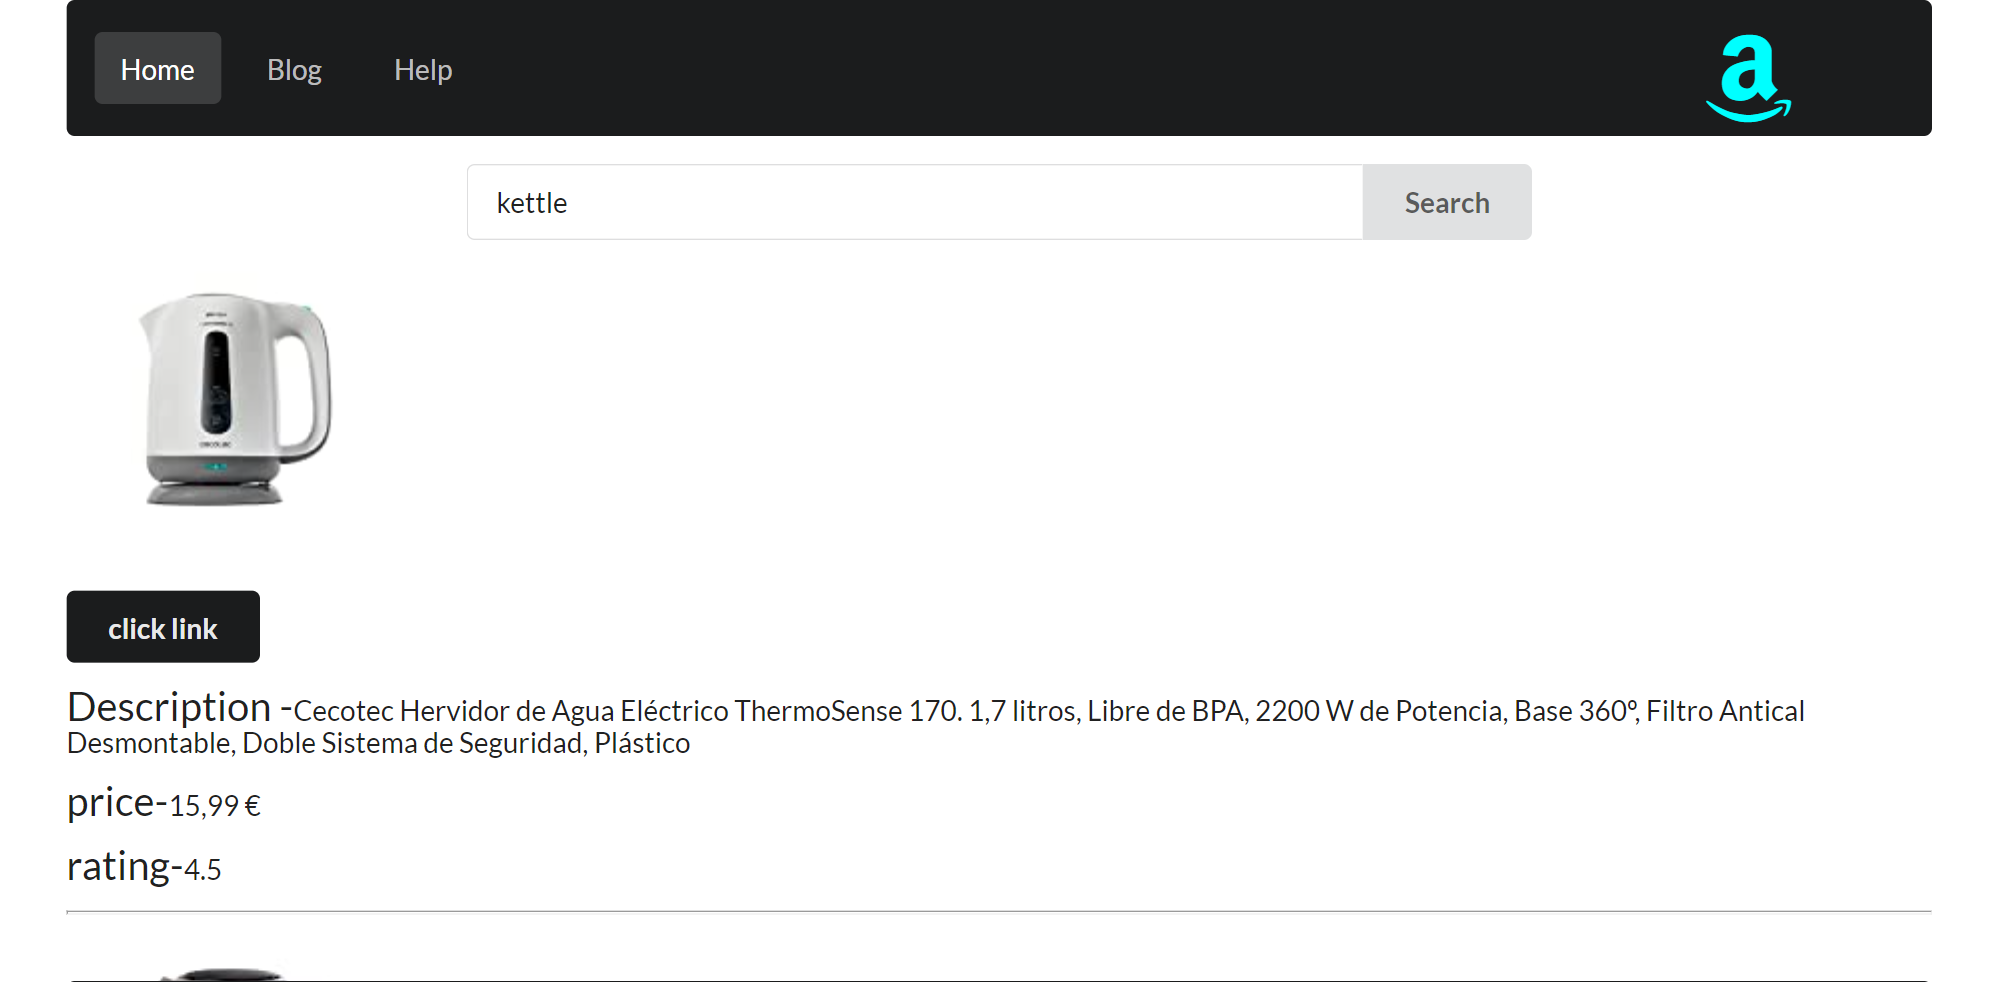 Home Blog Help
kettle Search
click link
Description -Cecotec Hervidor de Agua Eléctrico ThermoSense 170. 1,7 litros, Libre de BPA, 2200 W de Potencia, Base 360º, Filtro Antical
Desmontable, Doble Sistema de Seguridad, Plástico
price-15,99 €
rating-4.5